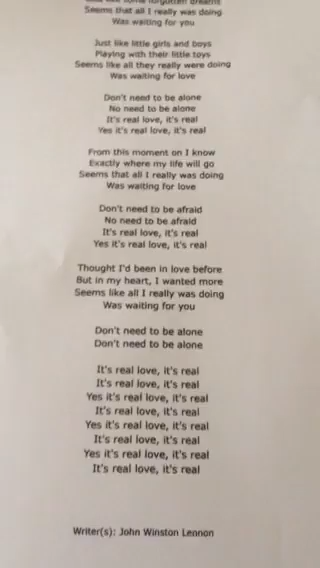 Seems that all I really was doing
Was waiting for you
Just like little girls and boys
Playing with their little toys
Seems like all they really were doing
Was waiting for love
Don't need to be alone
No need to be alone
It's real love, it's real
Yes it's real love, it's real
From this moment on I know
Exactly where my life will go
Seems that all I really was doing
Was waiting for love
Don't need to be afraid
No need to be afraid
It's real love, it's real
Yes it's real love, it's real
Thought I'd been in love before
But in my heart, I wanted more
Seems like all I really was doing
Was waiting for you
Don't need to be alone
Don't need to be alone
It's real love, it's real
It's real love, it's real
Yes it's real love, it's real
It's real love, it's real
Yes it's real love, it's real
It's real love, it's real
Yes it's real love, it's real
It's real love, it's real
Writer(s): John Winston Lennon